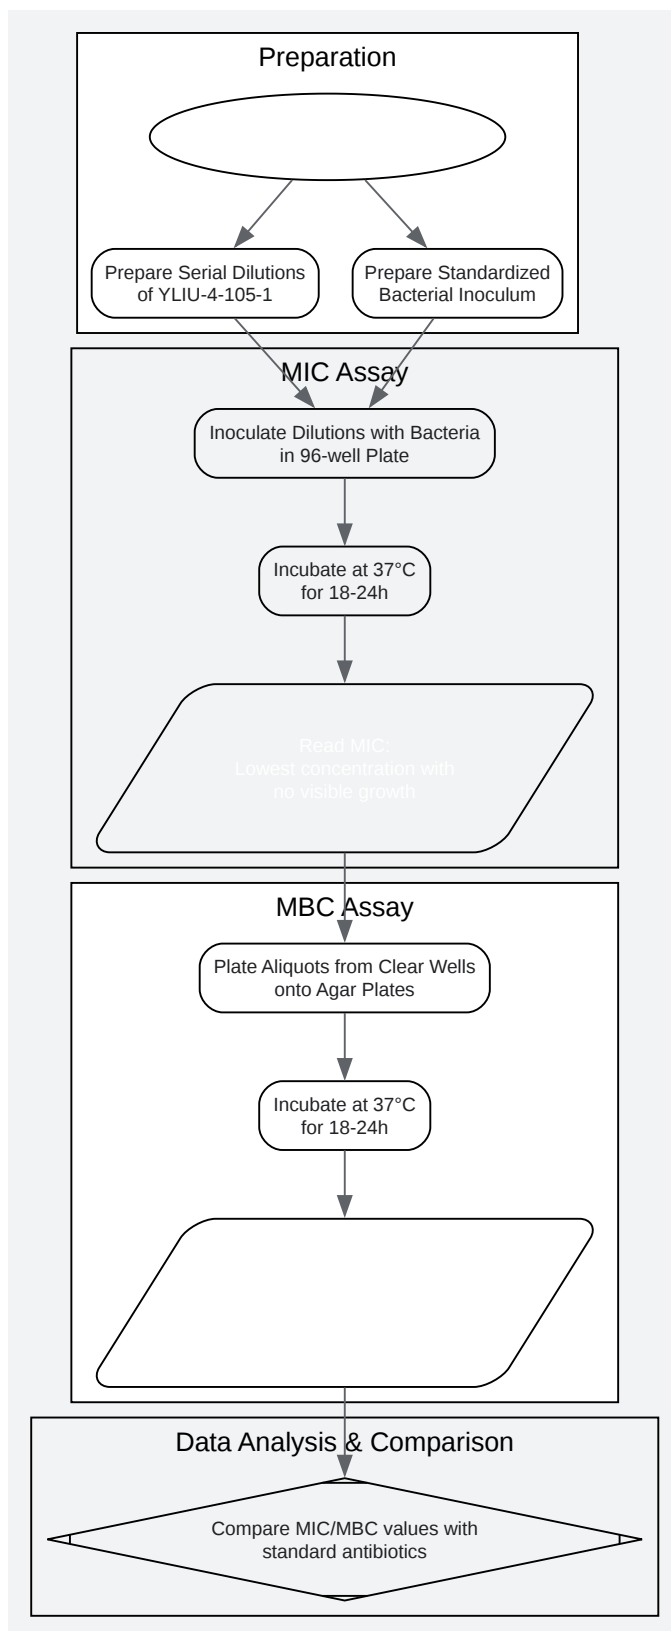 Preparation
Prepare Serial Dilutions
of YLIU-4-105-1
Prepare Standardized
Bacterial Inoculum
MIC Assay
Inoculate Dilutions with Bacteria
in 96-well Plate
Incubate at 37°C
for 18-24h
Read MIC:
Lowest concentration with
no visible growth
MBC Assay
Plate Aliquots from Clear Wells
onto Agar Plates
Incubate at 37°C
for 18-24h
Data Analysis & Comparison
Compare MIC/MBC values with
standard antibiotics